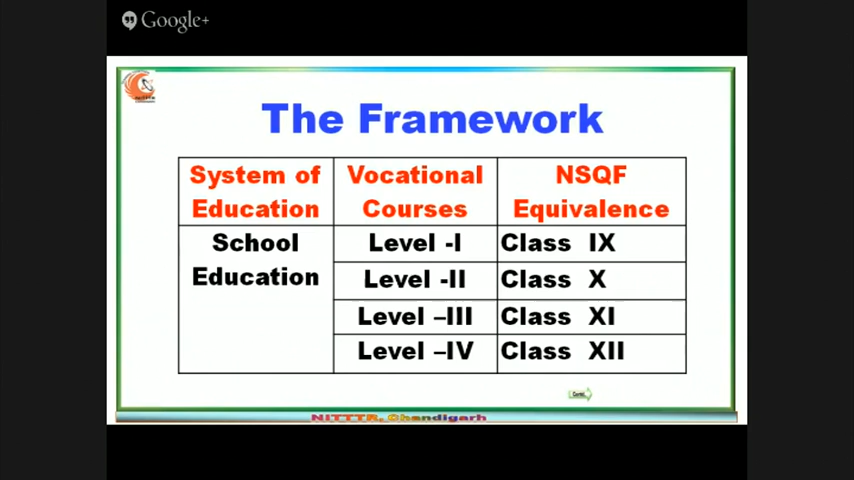 Google+
The Framework
System of Education
Vocational Courses
NSQF Equivalence
School Education
Level -I
Class IX
Level -II
Class X
Level –III
Class XI
Level –IV
Class XII
NITTTR, Chandigarh